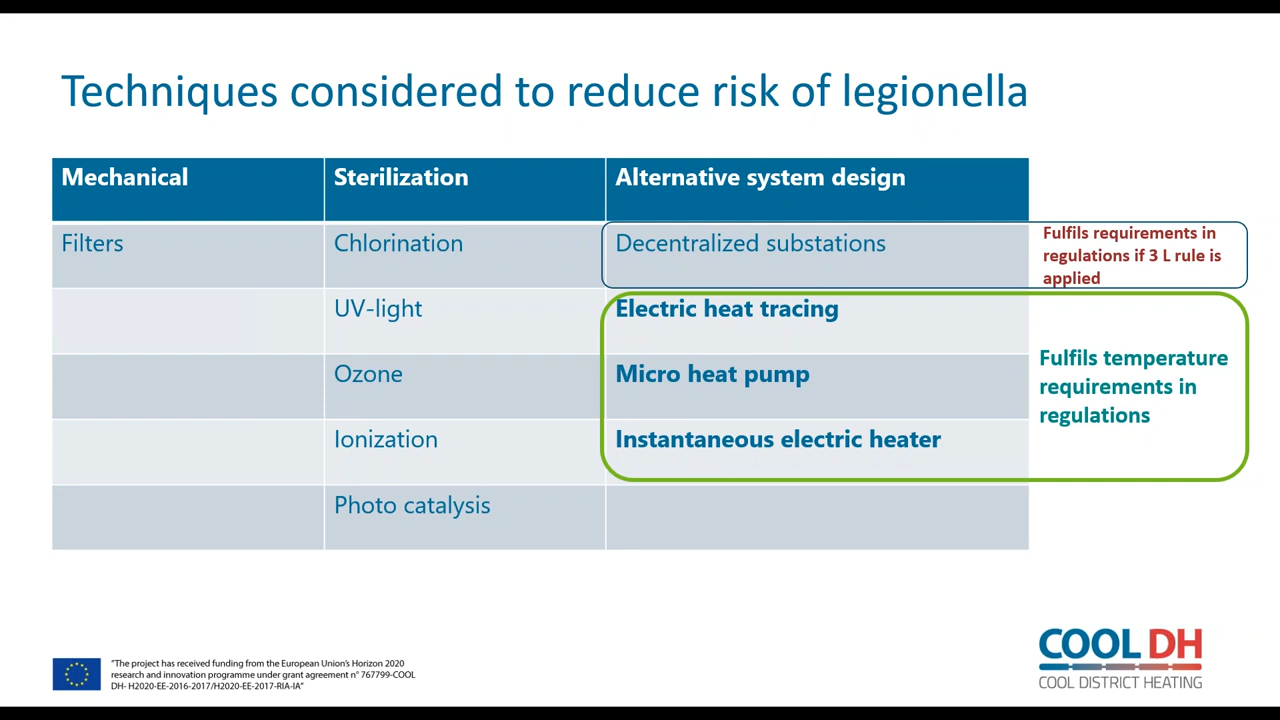 Techniques considered to reduce risk of legionella
Mechanical Sterilization Alternative system design
Filters Chlorination Decentralized substations
Fulfils requirements in
regulations if 3 L rule is
applied
UV-light Electric heat tracing
Ozone Micro heat pump
Ionization Instantaneous electric heater
Fulfils temperature
requirements in
regulations
Photo catalysis
"The project has received funding from the European Union's Horizon 2020
research and innovation programme under grant agreement n° 767799-COOL
DH- H2020-EE-2016-2017/H2020-EE-2017-RIA-IA"
COOL DH
COOL DISTRICT HEATING